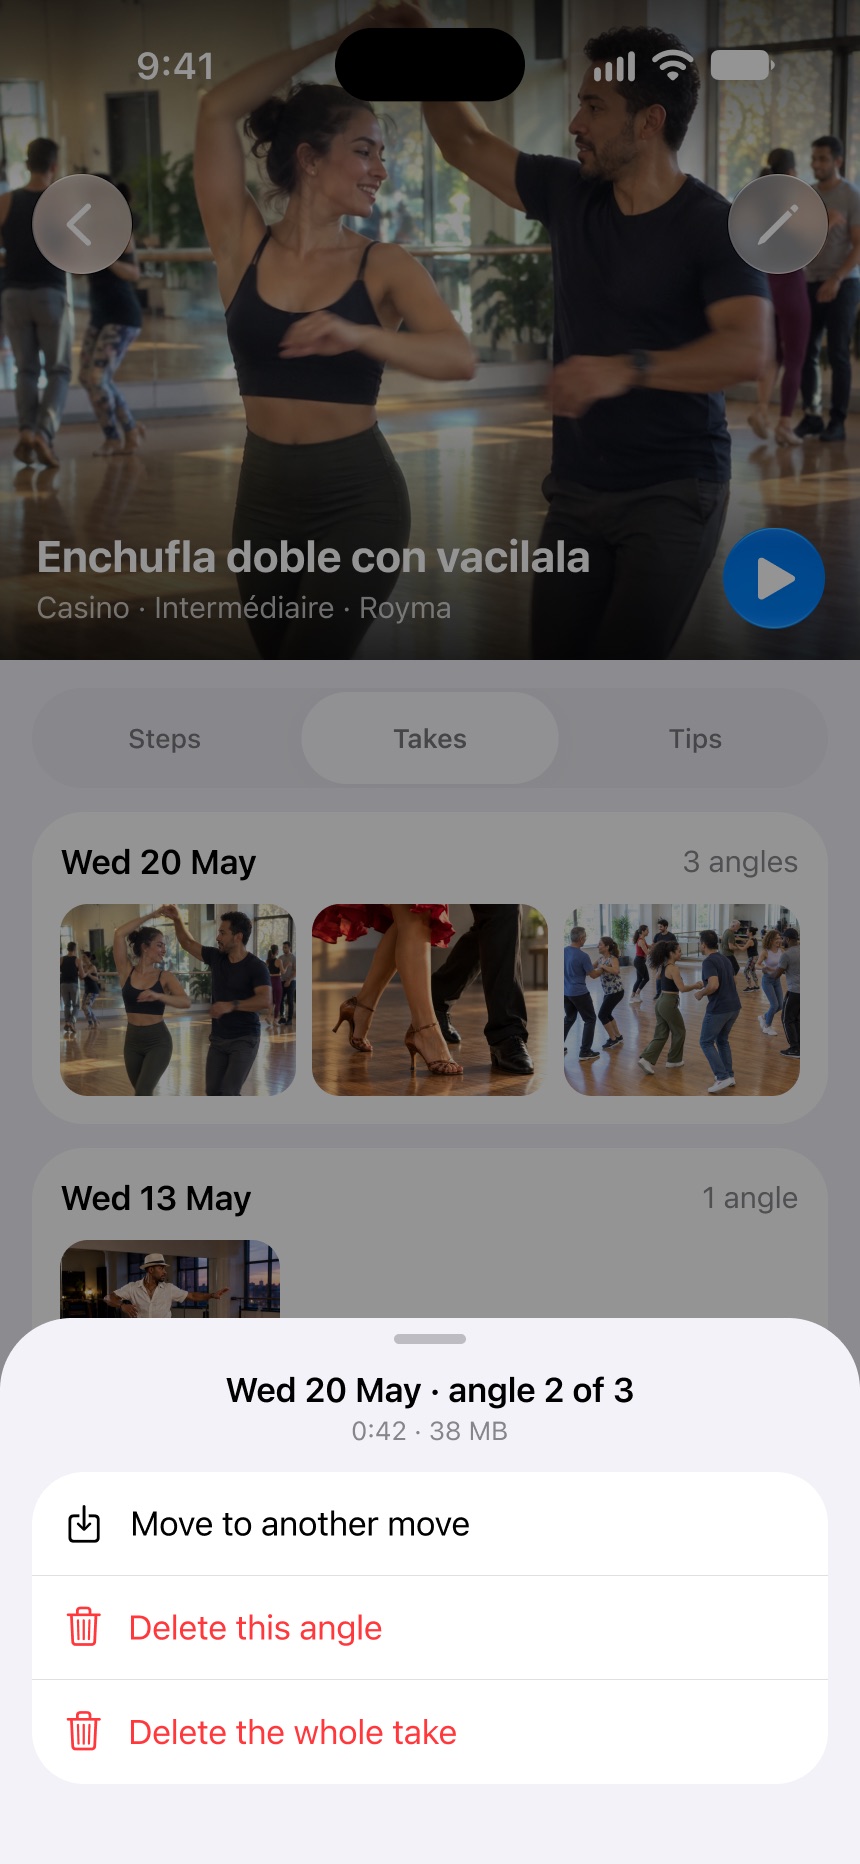 9:41
Enchufla doble con vacilala
Casino · Intermédiaire · Royma
Steps
Takes
Tips
Wed 20 May
3 angles
Wed 13 May
1 angle
Wed 20 May · angle 2 of 3
0:42 · 38 MB
Move to another move
Delete this angle
Delete the whole take